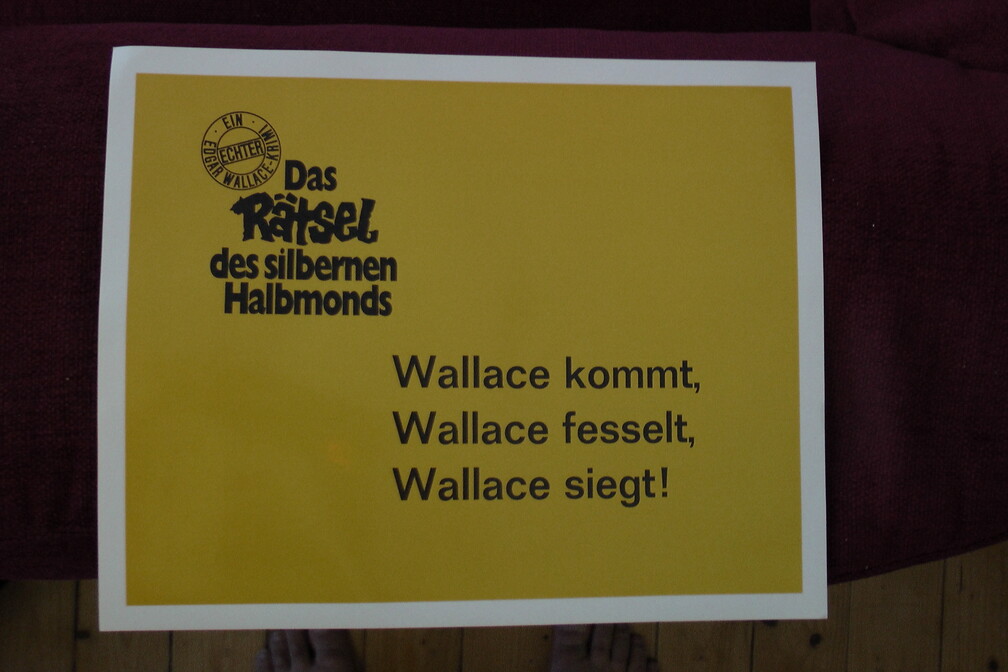 EIN
ECHTER
EDGAR WALLACE-KRIMI
Das
Rätsel
des silbernen
Halbmonds
Wallace kommt,
Wallace fesselt,
Wallace siegt!